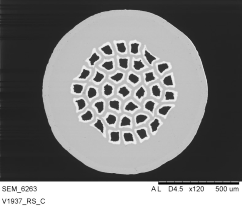 SEM_6263
A L D4.5 x120 500 um
V1937_RS_C